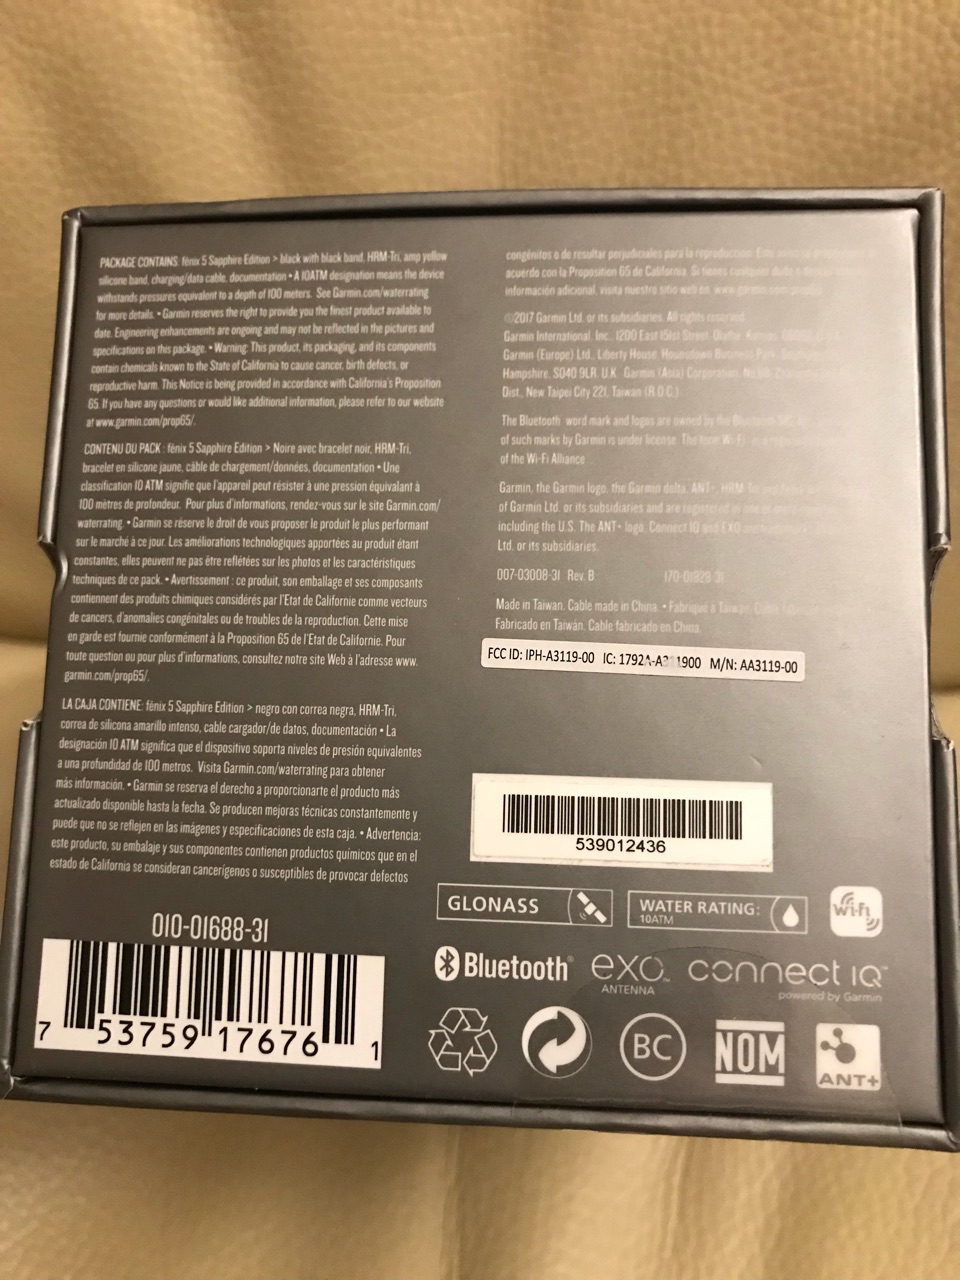 PACKAGE CONTAINS: fēnix 5 Sapphire Edition > black with black band, HRM-Tri, amp yellow
silicone band, charging/data cable, documentation • A 10ATM designation means the device
withstands pressures equivalent to a depth of 100 meters. See Garmin.com/waterrating
for more details. • Garmin reserves the right to provide you the finest product available to
date. Engineering enhancements are ongoing and may not be reflected in the pictures and
specifications on this package. • Warning: This product, its packaging, and its components
contain chemicals known to the State of California to cause cancer, birth defects, or
reproductive harm. This Notice is being provided in accordance with California's Proposition
65. If you have any questions or would like additional information, please refer to our website
at www.garmin.com/prop65/.
CONTENU DU PACK : fēnix 5 Sapphire Edition > Noire avec bracelet noir, HRM-Tri,
bracelet en silicone jaune, câble de chargement/données, documentation • Une
classification 10 ATM signifie que l'appareil peut résister à une pression équivalant à
100 mètres de profondeur. Pour plus d'informations, rendez-vous sur le site Garmin.com/
waterrating. • Garmin se réserve le droit de vous proposer le produit le plus performant
sur le marché à ce jour. Les améliorations technologiques apportées au produit étant
constantes, elles peuvent ne pas être reflétées sur les photos et les caractéristiques
techniques de ce pack. • Avertissement : ce produit, son emballage et ses composants
contiennent des produits chimiques considérés par l'Etat de Californie comme vecteurs
de cancers, d'anomalies congénitales ou de troubles de la reproduction. Cette mise
en garde est fournie conformément à la Proposition 65 de l'Etat de Californie. Pour
toute question ou pour plus d'informations, consultez notre site Web à l'adresse www.
garmin.com/prop65/.
LA CAJA CONTIENE: fēnix 5 Sapphire Edition > negro con correa negra, HRM-Tri,
correa de silicona amarillo intenso, cable cargador/de datos, documentación • La
designación 10 ATM significa que el dispositivo soporta niveles de presión equivalentes
a una profundidad de 100 metros. Visita Garmin.com/waterrating para obtener
más información. • Garmin se reserva el derecho a proporcionarte el producto más
actualizado disponible hasta la fecha. Se producen mejoras técnicas constantemente y
puede que no se reflejen en las imágenes y especificaciones de esta caja. • Advertencia:
este producto, su embalaje y sus componentes contienen productos químicos que en el
estado de California se consideran cancerígenos o susceptibles de provocar defectos
congénitos o de resultar perjudiciales para la reproducción. Este
acuerdo con la Proposition 65 de California. Si tienes
información adicional, visita nuestro sitio web en www.garmin.com
©2017 Garmin Ltd. or its subsidiaries. All rights reserved.
Garmin International, Inc., 1200 East 151st Street, Olathe, Kansas,
Garmin (Europe) Ltd., Liberty House, Hounsdown Business Park,
Hampshire, SO40 9LR, U.K. Garmin (Asia) Corporation,
Dist., New Taipei City 221, Taiwan (R.O.C.)
The Bluetooth word mark and logos are owned by the Bluetooth
of such marks by Garmin is under license. The term Wi-Fi
of the Wi-Fi Alliance
Garmin, the Garmin logo, the Garmin delta, ANT+, HRM-Tri
of Garmin Ltd. or its subsidiaries and are registered in one or more
including the U.S. The ANT+ logo, Connect IQ and EXO are
Ltd. or its subsidiaries.
007-03008-31 Rev. B 170-01828-31
Made in Taiwan. Cable made in China. • Fabriqué à Taiwan.
Fabricado en Taiwán. Cable fabricado en China.
FCC ID: IPH-A3119-00 M/N: AA3119-00
539012436
GLONASS
WATER RATING:
10ATM
Wi-Fi
Bluetooth®
exo™
ANTENNA
connect IQ™
powered by Garmin
010-01688-31
7 53759 17676 1
BC
NOM
ANT+